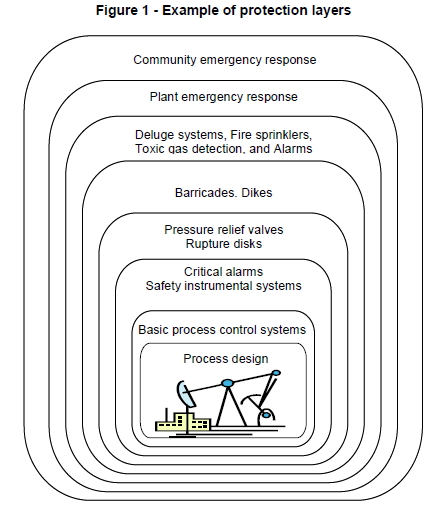 Figure 1 - Example of protection layers
Community emergency response
Plant emergency response
Deluge systems, Fire sprinklers,
Toxic gas detection, and Alarms
Barricades. Dikes
Pressure relief valves
Rupture disks
Critical alarms
Safety instrumental systems
Basic process control systems
Process design